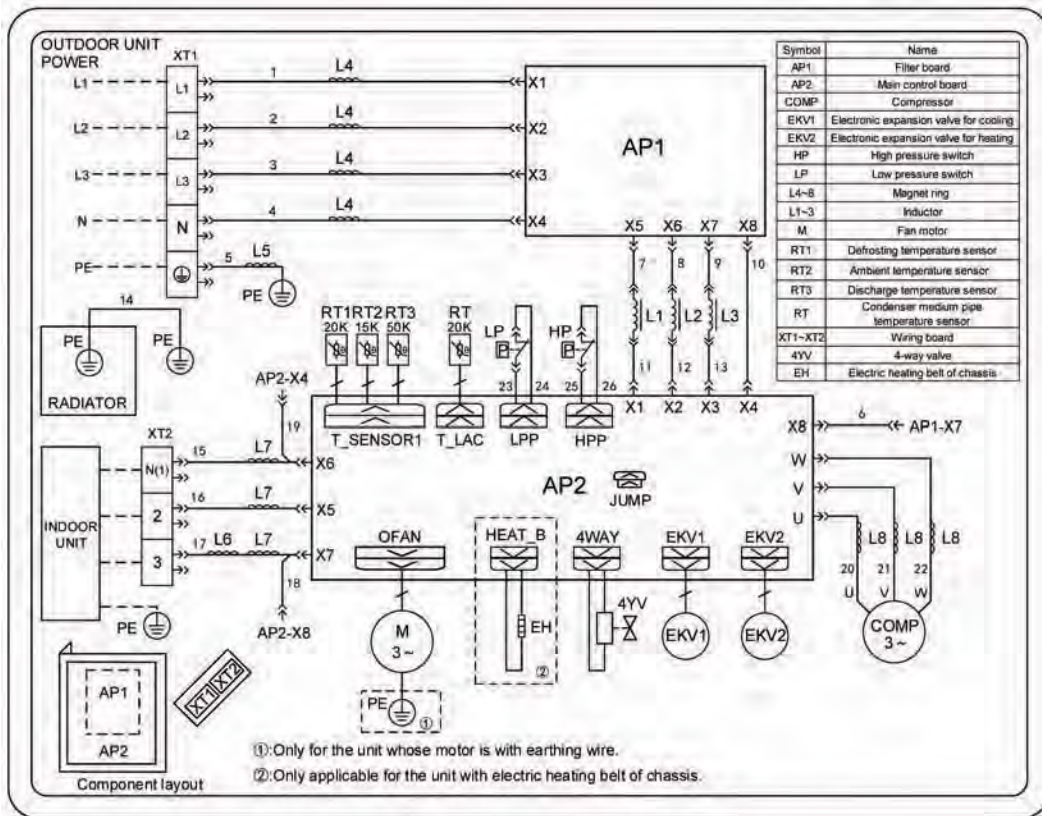 OUTDOOR UNIT
POWER
XT1
L1
L2
L3
N
PE
L1
L2
L3
N
1
L4
2
L4
3
L4
4
L4
5
L5
PE
X1
X2
X3
X4
AP1
X5 X6 X7 X8
7 8 9 10
L1 L2 L3
11 12 13
X1 X2 X3 X4
Symbol Name
AP1 Filter board
AP2 Main control board
COMP Compressor
EKV1 Electronic expansion valve for cooling
EKV2 Electronic expansion valve for heating
HP High pressure switch
LP Low pressure switch
L4~8 Magnet ring
L1~3 Inductor
M Fan motor
RT1 Defrosting temperature sensor
RT2 Ambient temperature sensor
RT3 Discharge temperature sensor
RT Condenser medium pipe
temperature sensor
XT1~XT2 Wiring board
4YV 4-way valve
EH Electric heating belt of chassis
14
PE PE
RADIATOR
RT1 RT2 RT3
20K 15K 50K
RT
20K
LP
HP
23 24 25 26
T_SENSOR1 T_LAC LPP HPP
AP2-X4
19
XT2
N(1)
2
3
15 L7
16 L7
17 L6 L7
18
AP2-X8
X6
X5
X7
INDOOR
UNIT
PE
AP2
JUMP
X8
6
AP1-X7
W
V
U
L8 L8 L8
20 21 22
U V W
COMP
3~
OFAN HEAT_B 4WAY EKV1 EKV2
M
3~
EH
4YV
EKV1
EKV2
PE
①
②
AP1
AP2
XT1 XT2
Component layout
①:Only for the unit whose motor is with earthing wire.
②:Only applicable for the unit with electric heating belt of chassis.